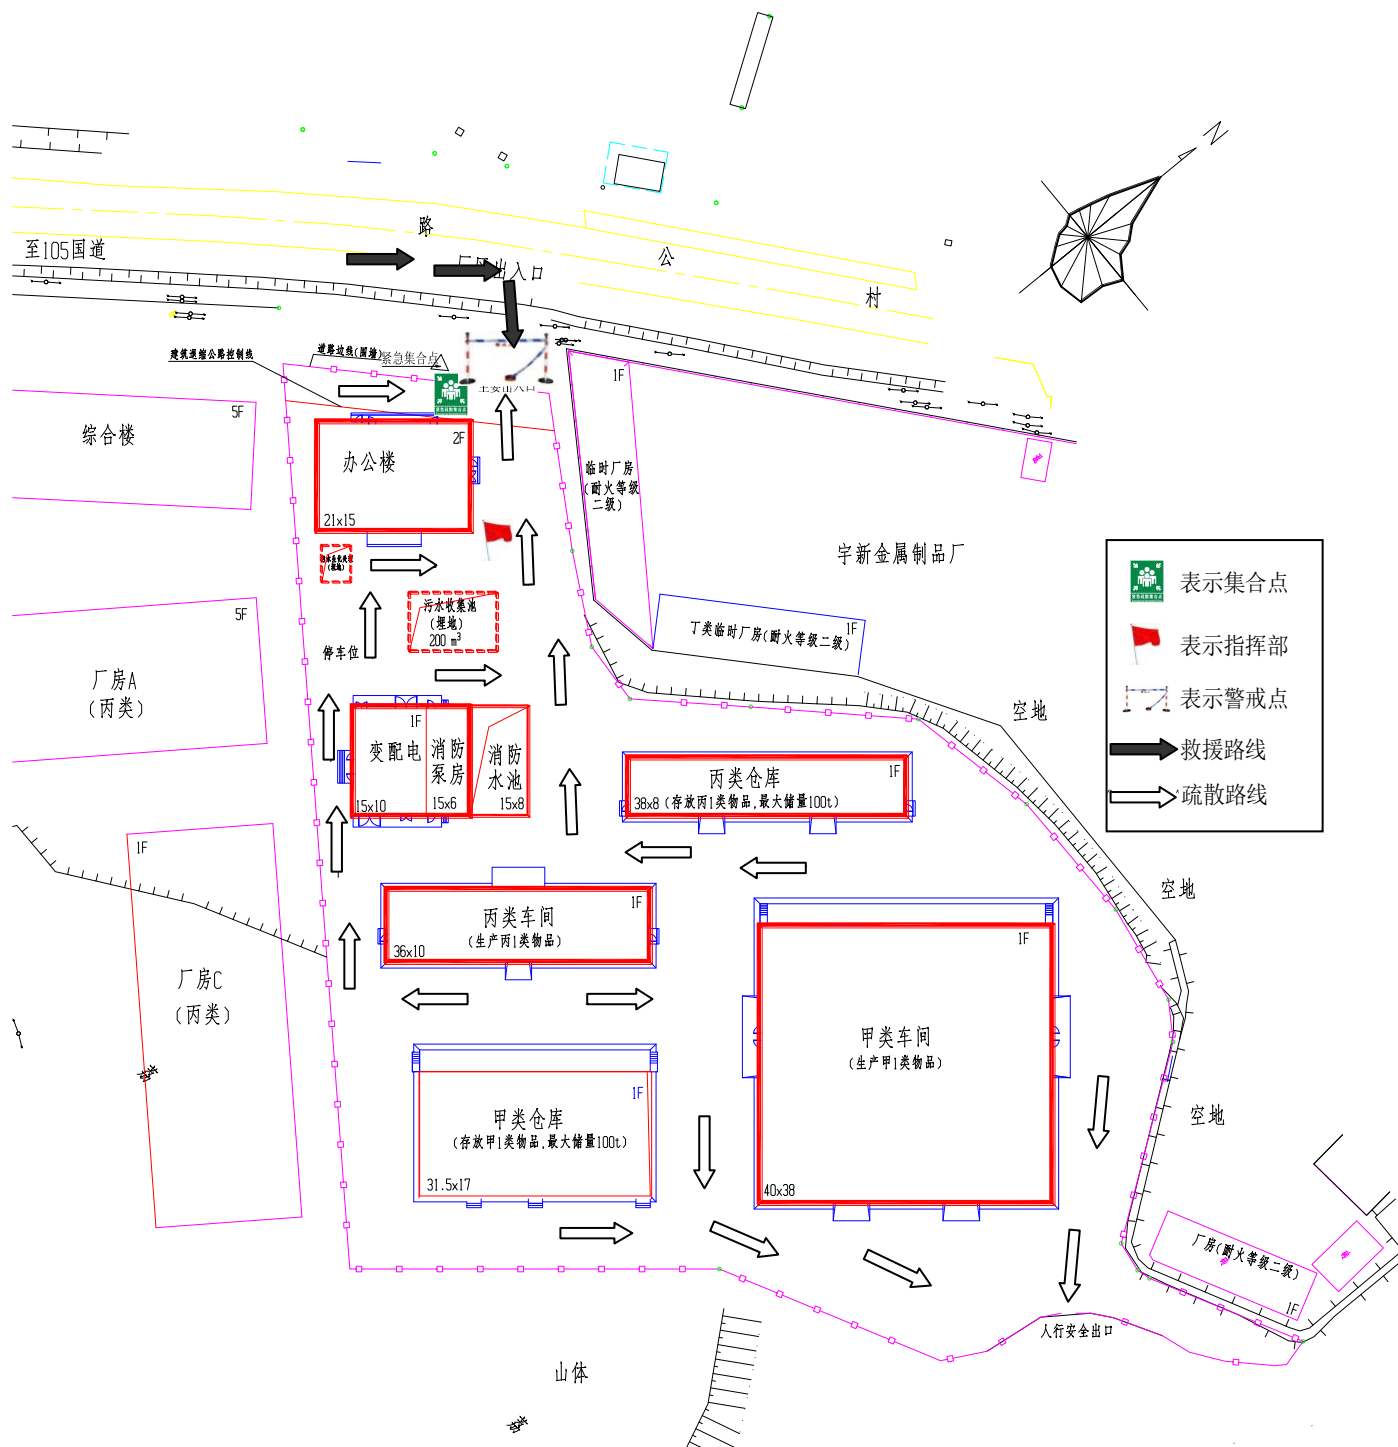 N
路
至105国道
公
村
建筑退缩公路控制线
道路边线(围墙)
紧急集合点
1F
5F
综合楼
2F
办公楼
21x15
临时厂房
(耐火等级
二级)
宇新金属制品厂
表示集合点
表示指挥部
表示警戒点
救援路线
疏散路线
污水收集池
(埋地)
200 m³
停车位
丁类临时厂房(耐火等级二级)
1F
5F
厂房A
(丙类)
空地
1F
变配电
消防
泵房
消防
水池
15x10
15x6
15x8
丙类仓库
1F
38x8
(存放丙1类物品,最大储量100t)
1F
空地
丙类车间
1F
(生产丙1类物品)
36x10
1F
厂房C
(丙类)
甲类车间
(生产甲1类物品)
40x38
1F
甲类仓库
(存放甲1类物品,最大储量100t)
31.5x17
空地
厂房(耐火等级二级)
1F
人行安全出口
山体